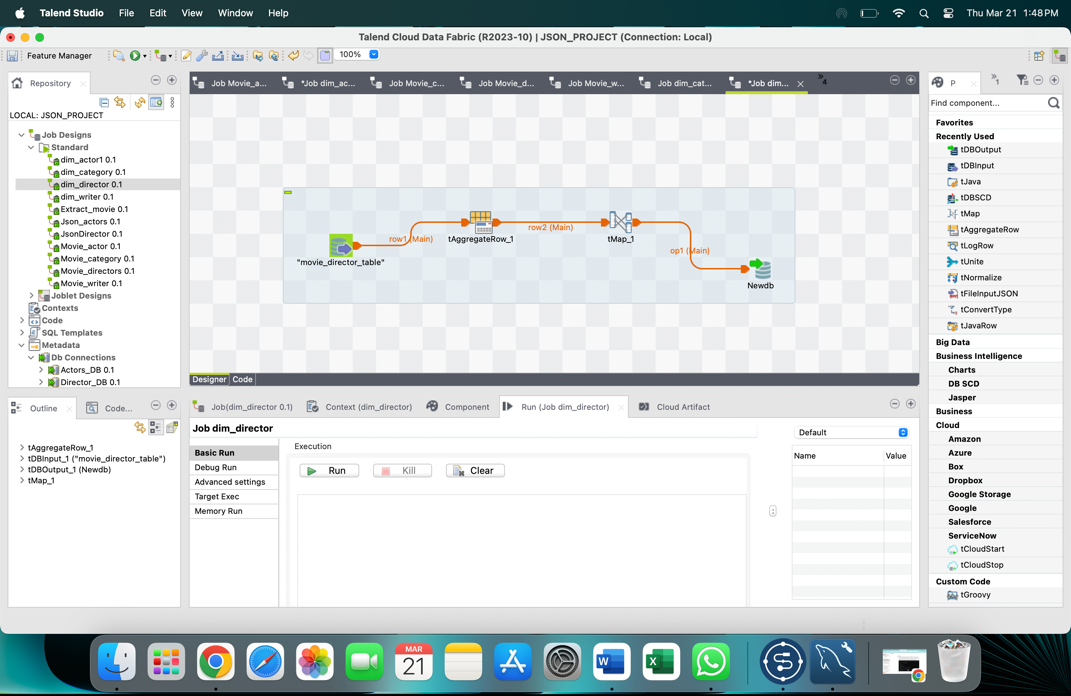 Talend Studio File Edit View Window Help Thu Mar 21 1:48 PM
Talend Cloud Data Fabric (R2023-10) | JSON_PROJECT (Connection: Local)
Feature Manager 100%
Repository
LOCAL: JSON_PROJECT
Job Designs
Standard
dim_actor1 0.1
dim_category 0.1
dim_director 0.1
dim_writer 0.1
Extract_movie 0.1
Json_actors 0.1
JsonDirector 0.1
Movie_actor 0.1
Movie_category 0.1
Movie_directors 0.1
Movie_writer 0.1
Joblet Designs
Contexts
Code
SQL Templates
Metadata
Db Connections
Actors_DB 0.1
Director_DB 0.1
Job Movie_a... *Job dim_ac... Job Movie_c... Job Movie_d... Job Movie_w... Job dim_cat... *Job dim... 4
"movie_director_table"
row1 (Main)
tAggregateRow_1
row2 (Main)
tMap_1
op1 (Main)
Newdb
Designer Code
P 1
Find component...
Favorites
Recently Used
tDBOutput
tDBInput
tJava
tDBSCD
tMap
tAggregateRow
tLogRow
tUnite
tNormalize
tFileInputJSON
tConvertType
tJavaRow
Big Data
Business Intelligence
Charts
DB SCD
Jasper
Business
Cloud
Amazon
Azure
Box
Dropbox
Google Storage
Google
Salesforce
ServiceNow
tCloudStart
tCloudStop
Custom Code
tGroovy
Outline Code...
tAggregateRow_1
tDBInput_1 ("movie_director_table")
tDBOutput_1 (Newdb)
tMap_1
Job(dim_director 0.1) Context (dim_director) Component Run (Job dim_director) Cloud Artifact
Job dim_director
Basic Run
Debug Run
Advanced settings
Target Exec
Memory Run
Execution
Run Kill Clear
Default
Name Value
MAR
21
W
X